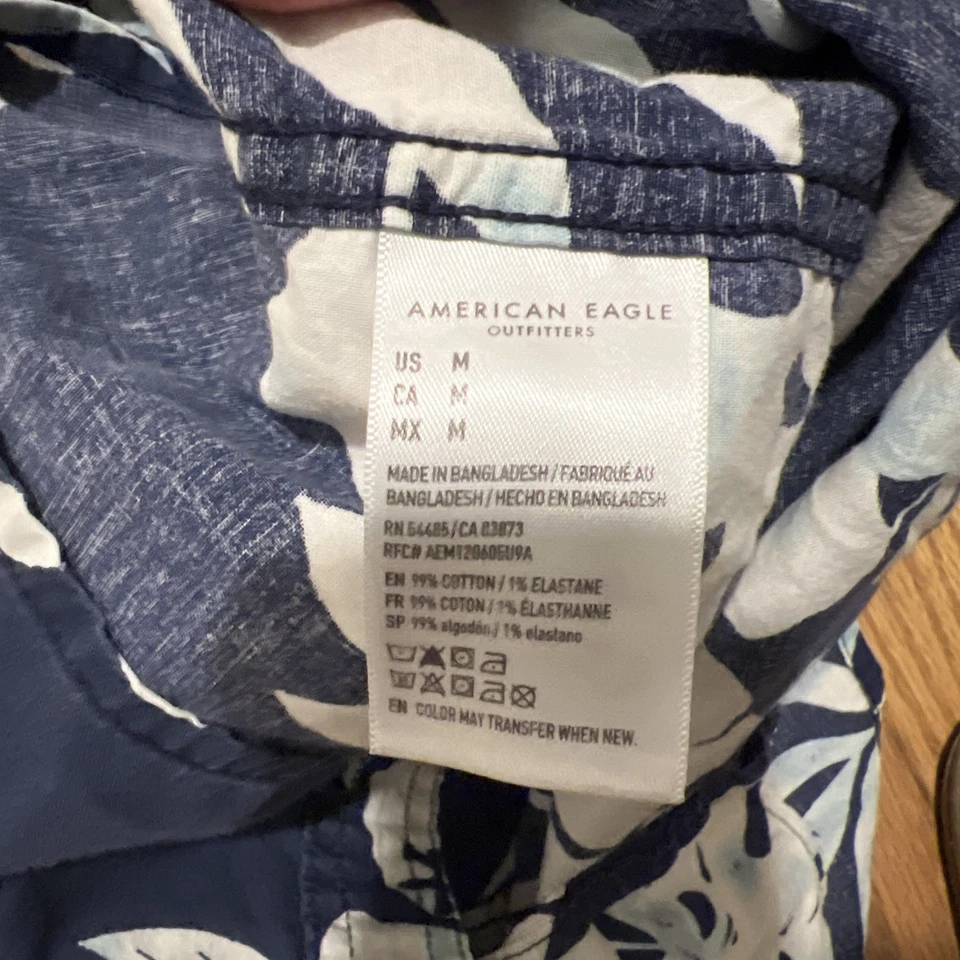 AMERICAN EAGLE
OUTFITTERS
US M
CA M
MX M
MADE IN BANGLADESH / FABRIQUÉ AU
BANGLADESH / HECHO EN BANGLADESH
RN 54485/CA 03873
RFC# AEM1206DEU9A
EN 99% COTTON / 1% ELASTANE
FR 99% COTON / 1% ÉLASTHANNE
SP 99% algodón / 1% elastano
EN COLOR MAY TRANSFER WHEN NEW.